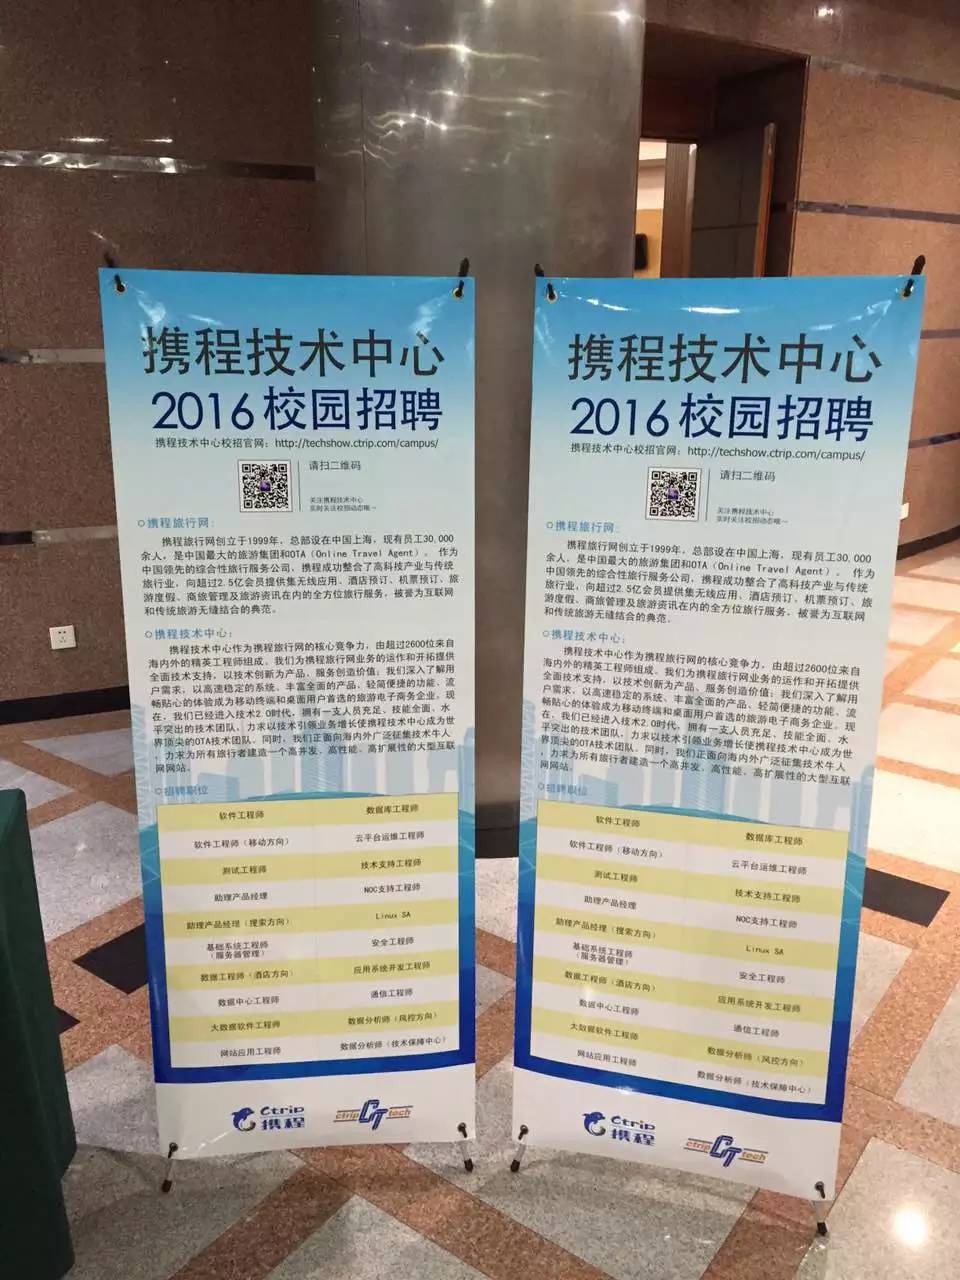 携程技术中心
2016校园招聘
携程技术中心校招官网：http://techshow.ctrip.com/campus/
请扫二维码
关注携程技术中心
实时关注校招动态哦~
携程旅行网：
携程旅行网创立于1999年，总部设在中国上海，现有员工30,000
余人，是中国最大的旅游集团和OTA（Online Travel Agent）。 作为
中国领先的综合性旅行服务公司，携程成功整合了高科技产业与传统
旅行业，向超过2.5亿会员提供集无线应用、酒店预订、机票预订、旅
游度假、商旅管理及旅游资讯在内的全方位旅行服务，被誉为互联网
和传统旅游无缝结合的典范。
携程技术中心：
携程技术中心作为携程旅行网的核心竞争力，由超过2600位来自
海内外的精英工程师组成。我们为携程旅行网业务的运作和开拓提供
全面技术支持，以技术创新为产品、服务创造价值；我们深入了解用
户需求，以高速稳定的系统、丰富全面的产品、轻简便捷的功能、流
畅贴心的体验成为移动终端和桌面用户首选的旅游电子商务企业。现
在，我们已经进入技术2.0时代，拥有一支人员充足、技能全面、水
平突出的技术团队，力求以技术引领业务增长使携程技术中心成为世
界顶尖的OTA技术团队。同时，我们正面向海内外广泛征集技术牛人
，力求为所有旅行者建造一个高并发、高性能、高扩展性的大型互联
网网站。
招聘职位
软件工程师 数据库工程师
软件工程师（移动方向） 云平台运维工程师
测试工程师 技术支持工程师
助理产品经理 NOC支持工程师
助理产品经理（搜索方向） Linux SA
基础系统工程师
（服务器管理） 安全工程师
数据工程师（酒店方向） 应用系统开发工程师
数据中心工程师 通信工程师
大数据软件工程师 数据分析师（风控方向）
网站应用工程师 数据分析师（技术保障中心）
Ctrip
携程
ctrip CT tech
携程技术中心
2016校园招聘
携程技术中心校招官网：http://techshow.ctrip.com/campus/
请扫二维码
关注携程技术中心
实时关注校招动态哦~
携程旅行网：
携程旅行网创立于1999年，总部设在中国上海，现有员工30,000
余人，是中国最大的旅游集团和OTA（Online Travel Agent）。 作为
中国领先的综合性旅行服务公司，携程成功整合了高科技产业与传统
旅行业，向超过2.5亿会员提供集无线应用、酒店预订、机票预订、旅
游度假、商旅管理及旅游资讯在内的全方位旅行服务，被誉为互联网
和传统旅游无缝结合的典范。
携程技术中心：
携程技术中心作为携程旅行网的核心竞争力，由超过2600位来自
海内外的精英工程师组成。我们为携程旅行网业务的运作和开拓提供
全面技术支持，以技术创新为产品、服务创造价值；我们深入了解用
户需求，以高速稳定的系统、丰富全面的产品、轻简便捷的功能、流
畅贴心的体验成为移动终端和桌面用户首选的旅游电子商务企业。现
在，我们已经进入技术2.0时代，拥有一支人员充足、技能全面、水
平突出的技术团队，力求以技术引领业务增长使携程技术中心成为世
界顶尖的OTA技术团队。同时，我们正面向海内外广泛征集技术牛人
，力求为所有旅行者建造一个高并发、高性能、高扩展性的大型互联
网网站。
招聘职位
软件工程师 数据库工程师
软件工程师（移动方向） 云平台运维工程师
测试工程师 技术支持工程师
助理产品经理 NOC支持工程师
助理产品经理（搜索方向） Linux SA
基础系统工程师
（服务器管理） 安全工程师
数据工程师（酒店方向） 应用系统开发工程师
数据中心工程师 通信工程师
大数据软件工程师 数据分析师（风控方向）
网站应用工程师 数据分析师（技术保障中心）
Ctrip
携程
ctrip CT tech